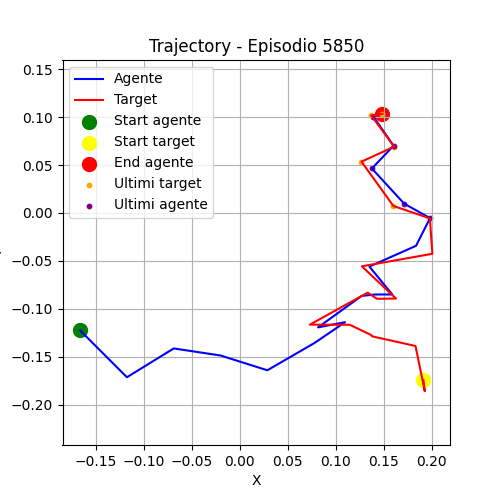 Trajectory - Episodio 5850
Agente
Target
Start agente
Start target
End agente
Ultimi target
Ultimi agente
0.15
0.10
0.05
0.00
−0.05
−0.10
−0.15
−0.20
−0.15
−0.10
−0.05
0.00
0.05
0.10
0.15
0.20
X